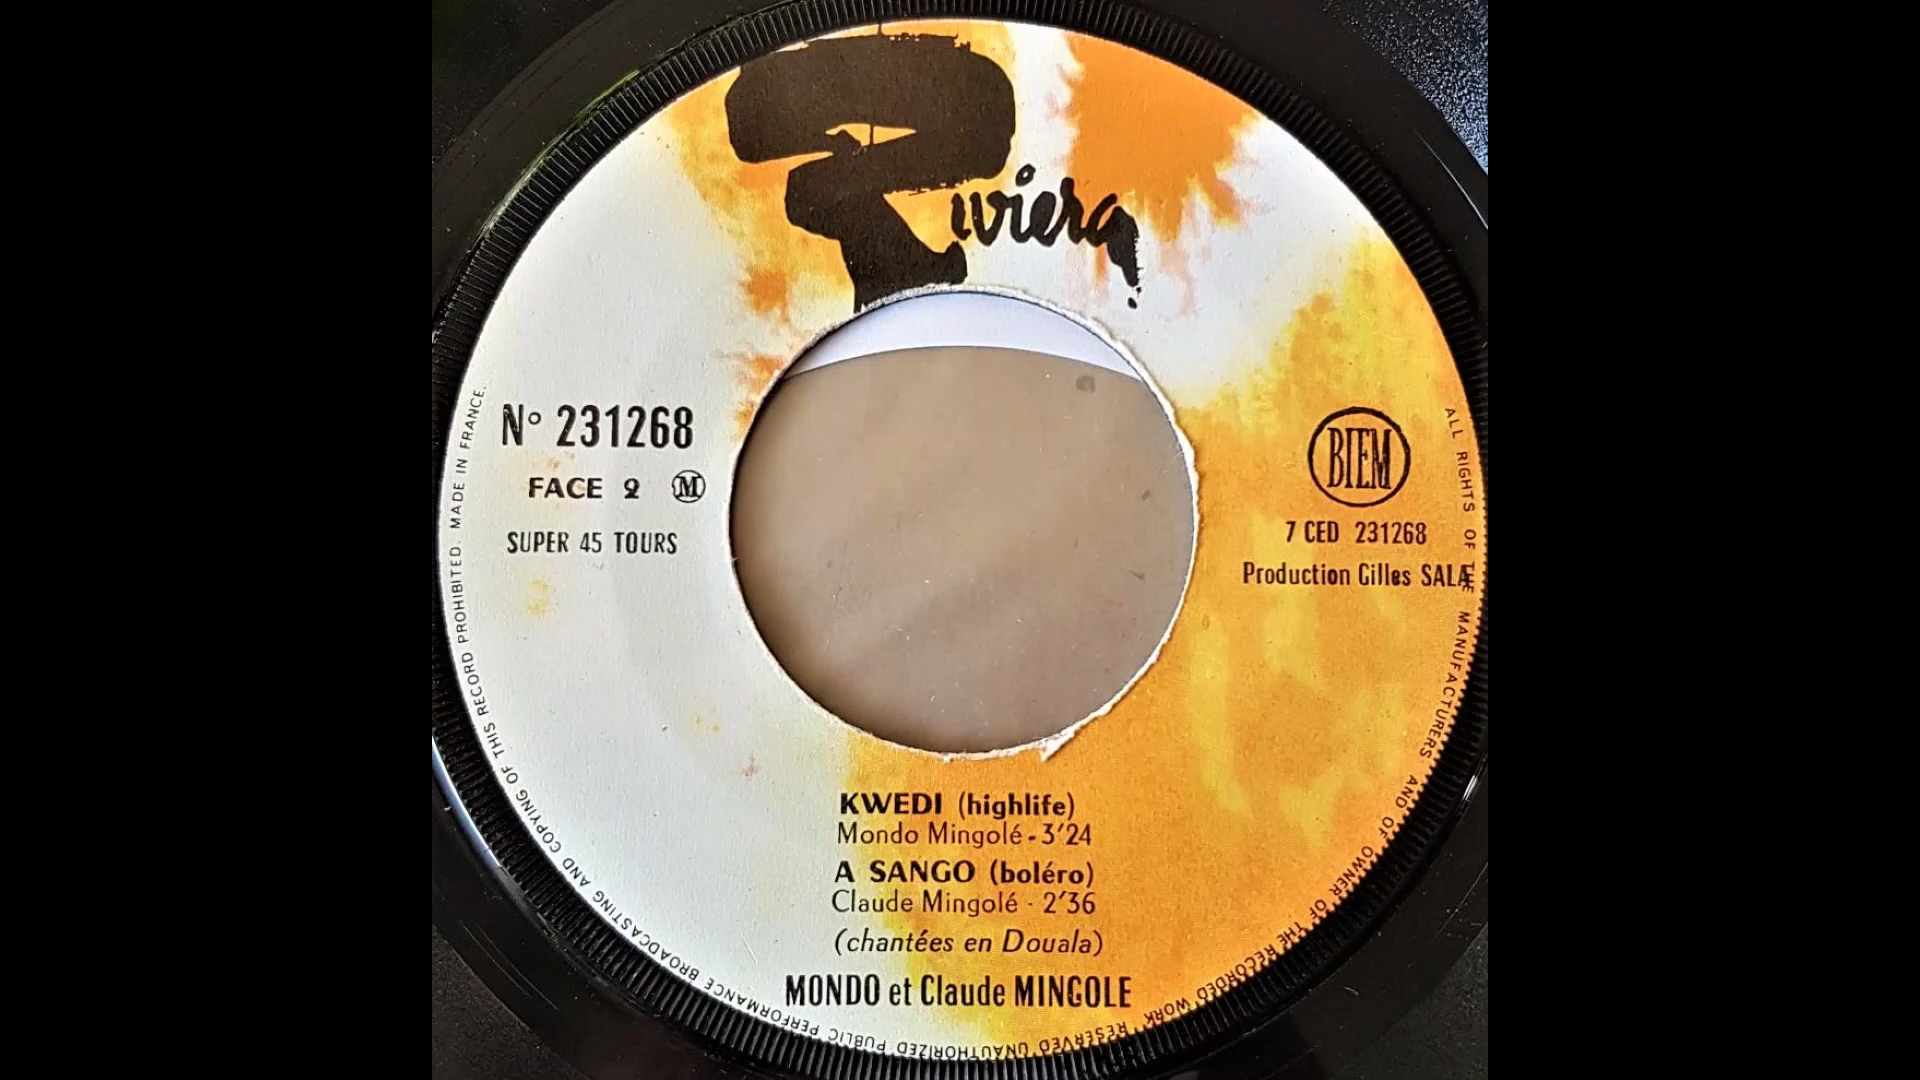 Riviera
N° 231268
FACE 2 M
SUPER 45 TOURS
BIEM
7 CED 231268
Production Gilles SALA
KWEDI (highlife)
Mondo Mingolé - 3'24
A SANGO (boléro)
Claude Mingolé - 2'36
(chantées en Douala)
MONDO et Claude MINGOLE
ALL RIGHTS OF THE MANUFACTURERS AND OF OWNER OF THE RECORDED WORK RESERVED UNAUTHORIZED PUBLIC PERFORMANCE BROADCASTING AND COPYING OF THIS RECORD PROHIBITED. MADE IN FRANCE.